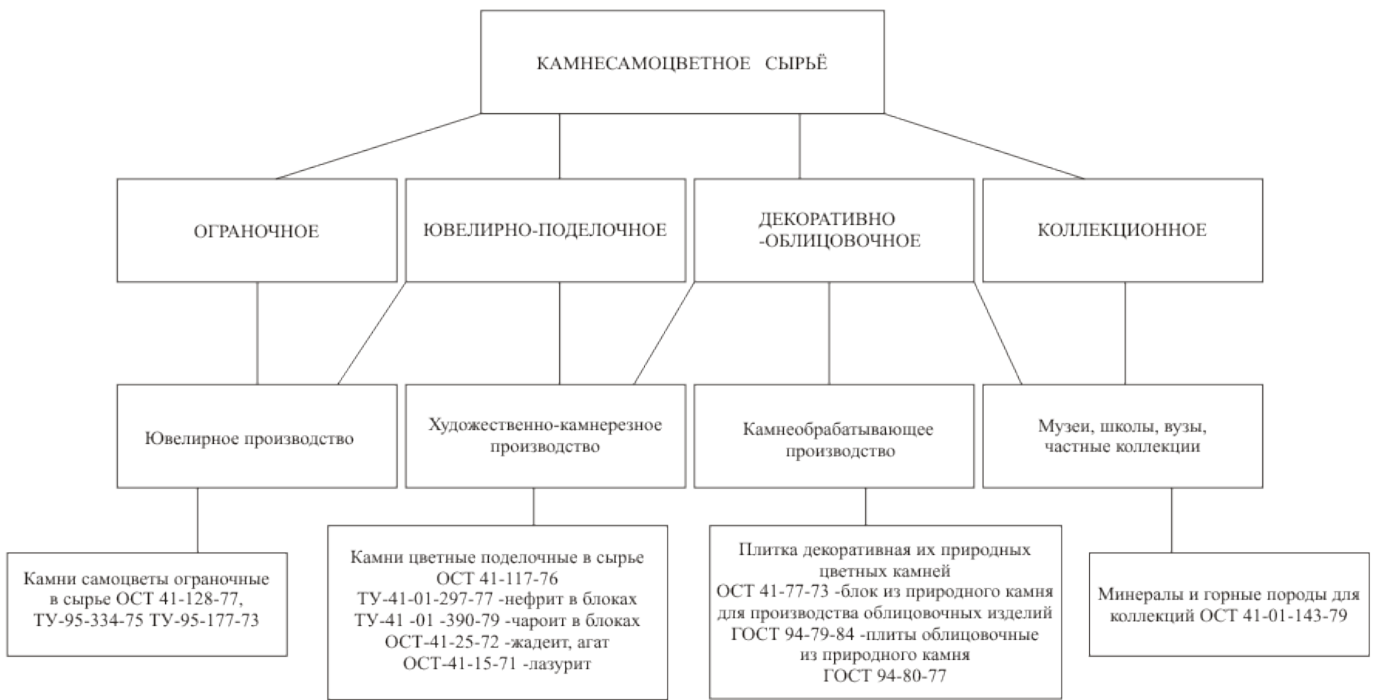 КАМНЕСАМОЦВЕТНОЕ СЫРЬЁ
ОГРАНОЧНОЕ
ЮВЕЛИРНО-ПОДЕЛОЧНОЕ
ДЕКОРАТИВНО
-ОБЛИЦОВОЧНОЕ
КОЛЛЕКЦИОННОЕ
Ювелирное производство
Художественно-камнерезное
производство
Камнеобрабатывающее
производство
Музеи, школы, вузы,
частные коллекции
Камни самоцветы ограночные
в сырье ОСТ 41-128-77,
ТУ-95-334-75 ТУ-95-177-73
Камни цветные поделочные в сырье
ОСТ 41-117-76
ТУ-41-01-297-77 -нефрит в блоках
ТУ-41 -01 -390-79 -чароит в блоках
ОСТ-41-25-72 -жадеит, агат
ОСТ-41-15-71 -лазурит
Плитка декоративная их природных
цветных камней
ОСТ 41-77-73 -блок из природного камня
для производства облицовочных изделий
ГОСТ 94-79-84 -плиты облицовочные
из природного камня
ГОСТ 94-80-77
Минералы и горные породы для
коллекций ОСТ 41-01-143-79